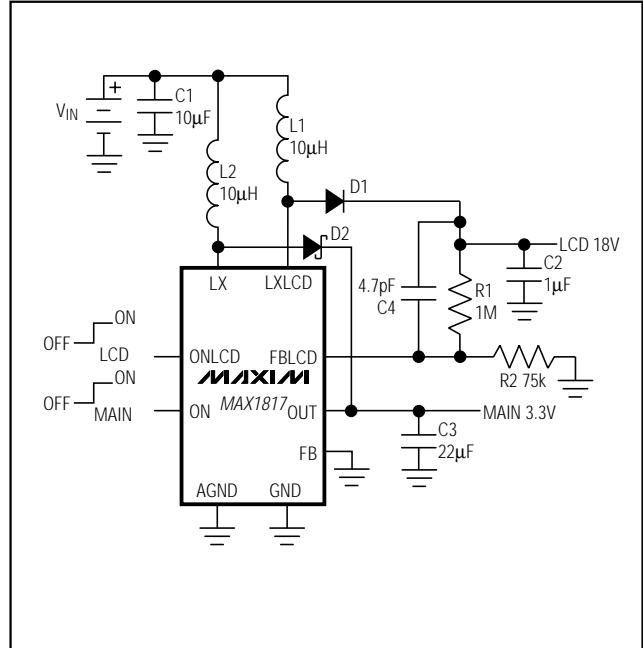 +
VIN
C1
10µF
L1
10µH
L2
10µH
D1
D2
LX
LXLCD
4.7pF
C4
R1
1M
LCD 18V
C2
1µF
ON
OFF
LCD
ONLCD
FBLCD
MAXIM
R2 75k
ON
OFF
MAIN
ON
MAX1817
OUT
MAIN 3.3V
C3
22µF
FB
AGND
GND